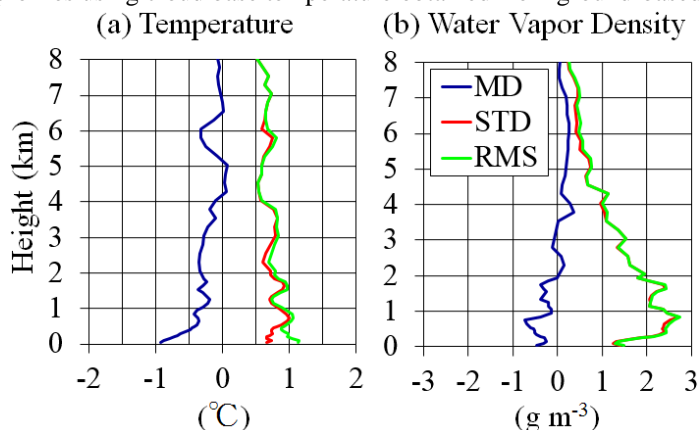 (a) Temperature
(b) Water Vapor Density
8
7
6
5
4
3
2
1
0
Height (km)
-2 -1 0 1 2
(℃)
8
7
6
5
4
3
2
1
0
MD
STD
RMS
-3 -2 -1 0 1 2 3
(g m-3)